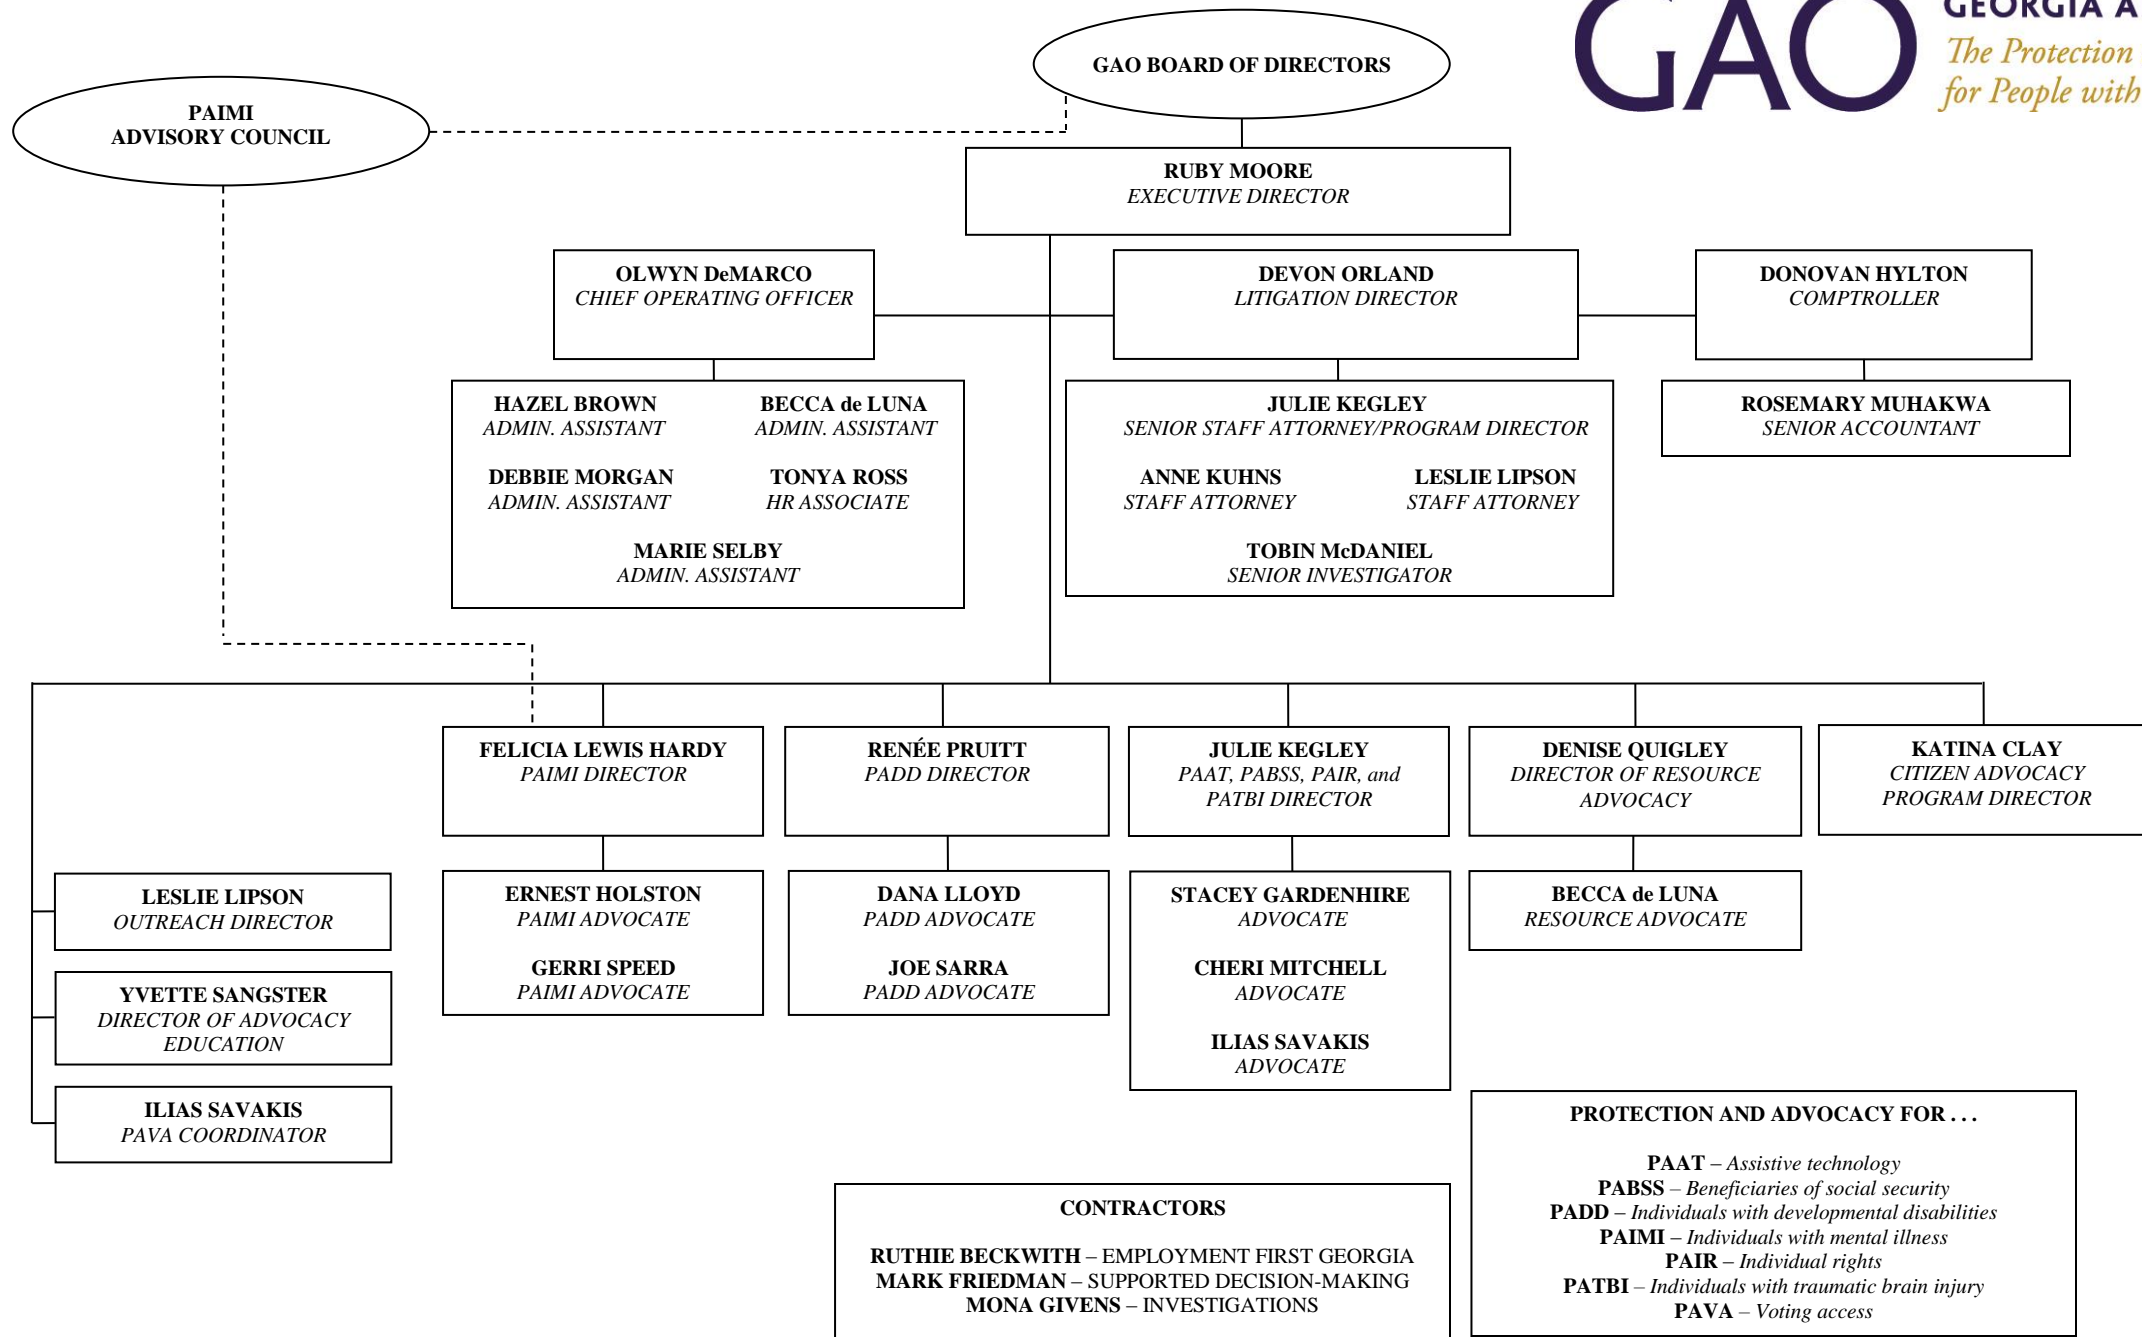 GAO
GEORGIA A
The Protection
for People with
GAO BOARD OF DIRECTORS
PAIMI
ADVISORY COUNCIL
RUBY MOORE
EXECUTIVE DIRECTOR
OLWYN DeMARCO
CHIEF OPERATING OFFICER
DEVON ORLAND
LITIGATION DIRECTOR
DONOVAN HYLTON
COMPTROLLER
HAZEL BROWN
ADMIN. ASSISTANT
BECCA de LUNA
ADMIN. ASSISTANT
DEBBIE MORGAN
ADMIN. ASSISTANT
TONYA ROSS
HR ASSOCIATE
MARIE SELBY
ADMIN. ASSISTANT
JULIE KEGLEY
SENIOR STAFF ATTORNEY/PROGRAM DIRECTOR
ANNE KUHNS
STAFF ATTORNEY
LESLIE LIPSON
STAFF ATTORNEY
TOBIN McDANIEL
SENIOR INVESTIGATOR
ROSEMARY MUHAKWA
SENIOR ACCOUNTANT
FELICIA LEWIS HARDY
PAIMI DIRECTOR
RENÉE PRUITT
PADD DIRECTOR
JULIE KEGLEY
PAAT, PABSS, PAIR, and
PATBI DIRECTOR
DENISE QUIGLEY
DIRECTOR OF RESOURCE
ADVOCACY
KATINA CLAY
CITIZEN ADVOCACY
PROGRAM DIRECTOR
LESLIE LIPSON
OUTREACH DIRECTOR
YVETTE SANGSTER
DIRECTOR OF ADVOCACY
EDUCATION
ILIAS SAVAKIS
PAVA COORDINATOR
ERNEST HOLSTON
PAIMI ADVOCATE
GERRI SPEED
PAIMI ADVOCATE
DANA LLOYD
PADD ADVOCATE
JOE SARRA
PADD ADVOCATE
STACEY GARDENHIRE
ADVOCATE
CHERI MITCHELL
ADVOCATE
ILIAS SAVAKIS
ADVOCATE
BECCA de LUNA
RESOURCE ADVOCATE
CONTRACTORS
RUTHIE BECKWITH – EMPLOYMENT FIRST GEORGIA
MARK FRIEDMAN – SUPPORTED DECISION-MAKING
MONA GIVENS – INVESTIGATIONS
PROTECTION AND ADVOCACY FOR . . .
PAAT – Assistive technology
PABSS – Beneficiaries of social security
PADD – Individuals with developmental disabilities
PAIMI – Individuals with mental illness
PAIR – Individual rights
PATBI – Individuals with traumatic brain injury
PAVA – Voting access